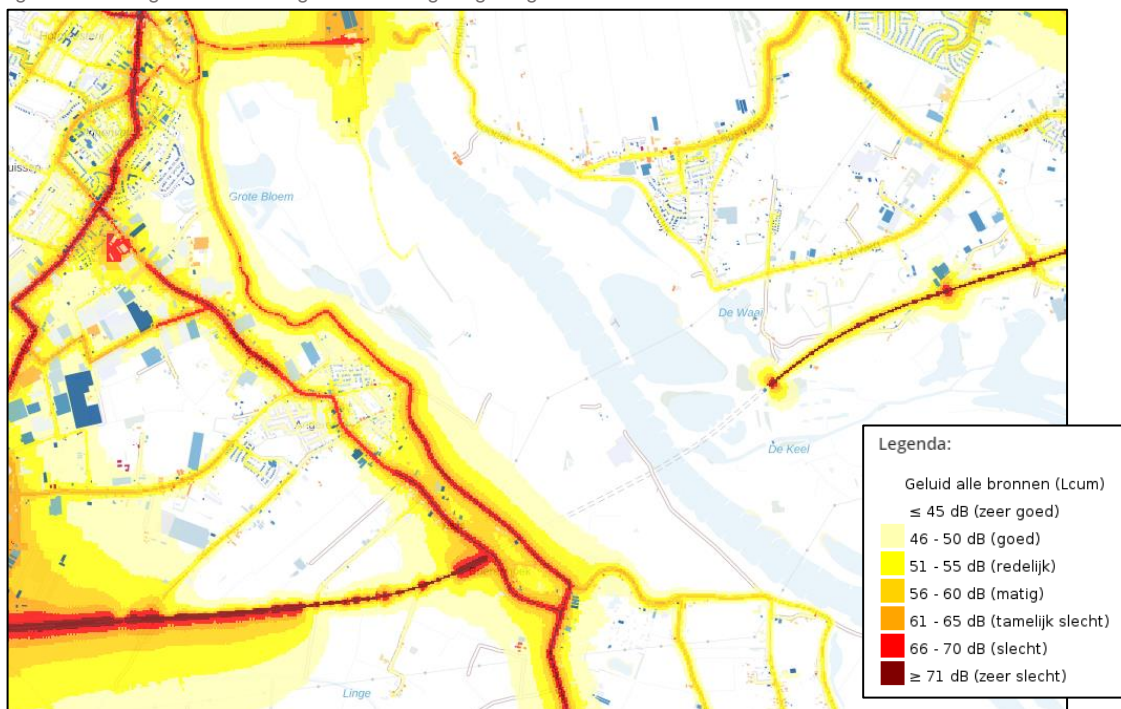 Grote Bloem
De Waal
De Keel
Linge
Legenda:
Geluid alle bronnen (Lcum)
≤ 45 dB (zeer goed)
46 - 50 dB (goed)
51 - 55 dB (redelijk)
56 - 60 dB (matig)
61 - 65 dB (tamelijk slecht)
66 - 70 dB (slecht)
≥ 71 dB (zeer slecht)